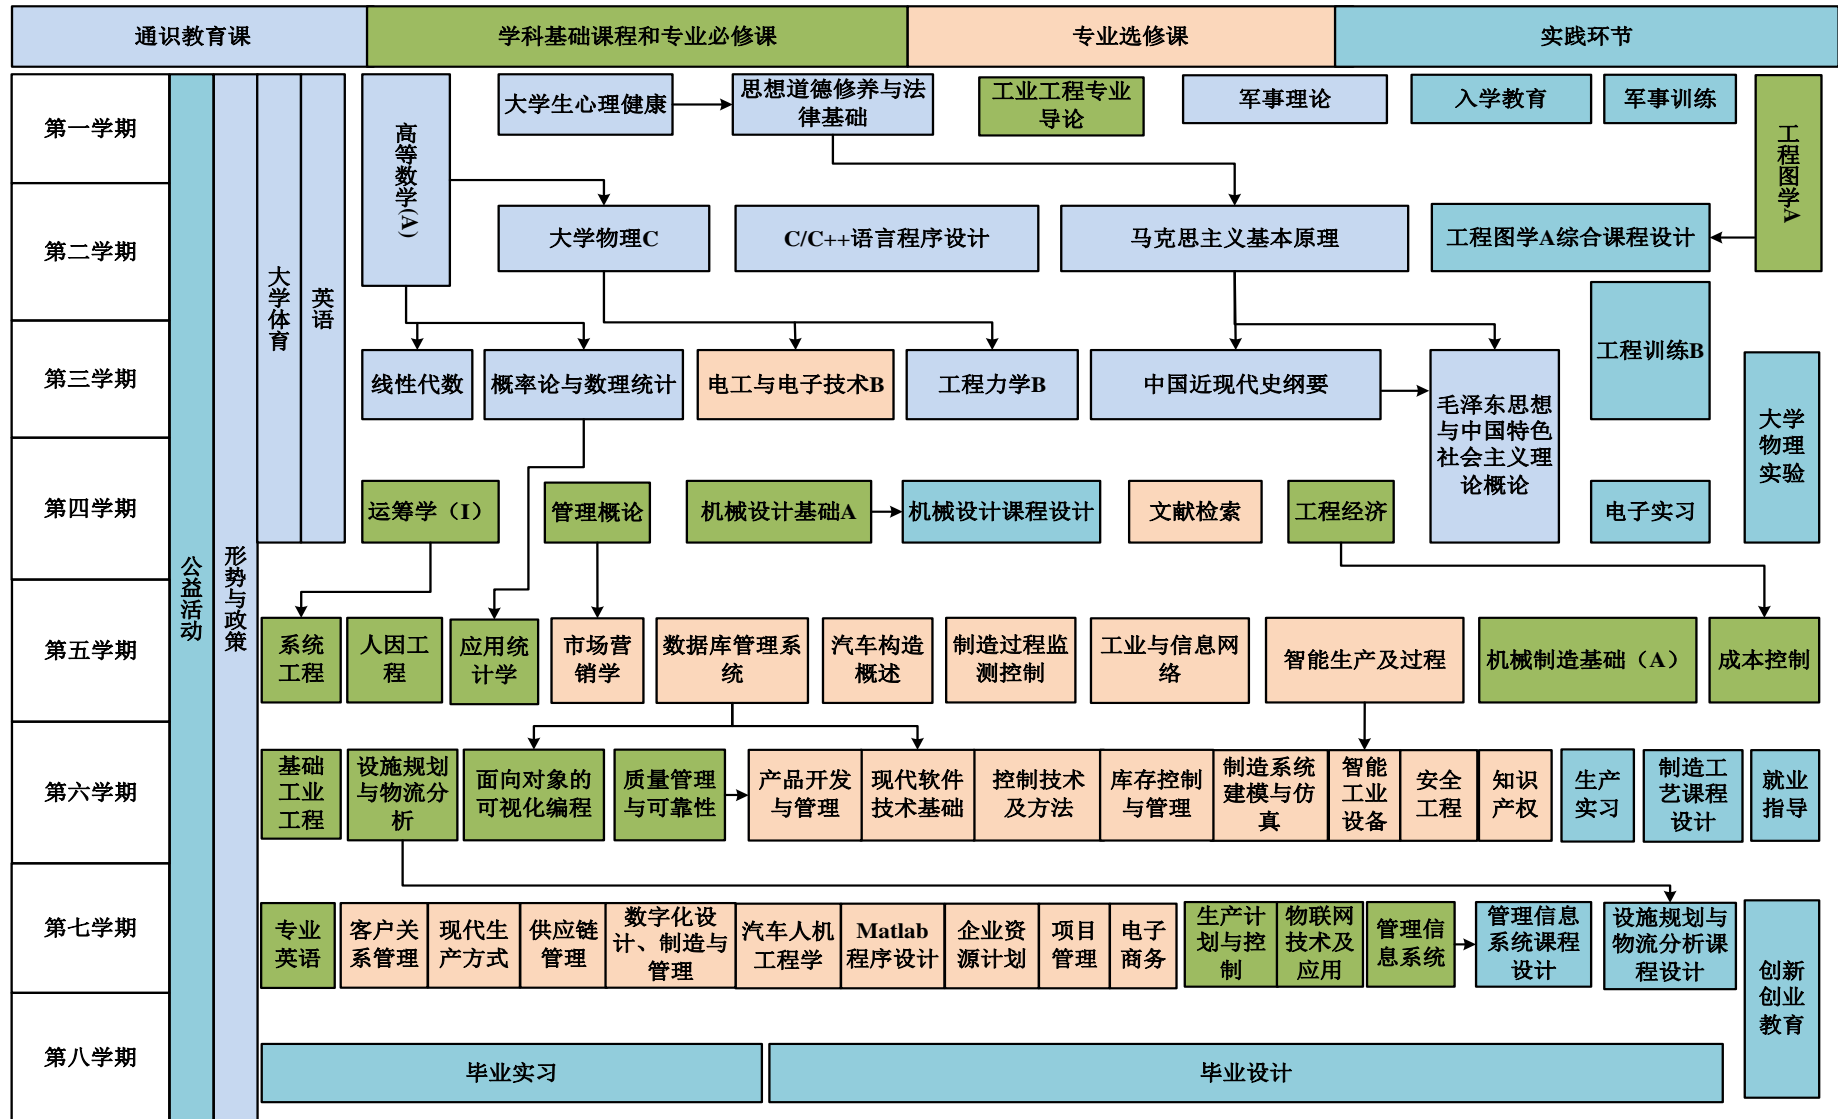 通识教育课
学科基础课程和专业必修课
专业选修课
实践环节
公益活动
形势与政策
大学体育
英语
第一学期
高等数学(A)
大学生心理健康
思想道德修养与法
律基础
工业工程专业
导论
军事理论
入学教育
军事训练
工程图学A
第二学期
大学物理C
C/C++语言程序设计
马克思主义基本原理
工程图学A综合课程设计
第三学期
线性代数
概率论与数理统计
电工与电子技术B
工程力学B
中国近现代史纲要
毛泽东思想
与中国特色
社会主义理
论概论
工程训练B
大学
物理
实验
第四学期
运筹学（I）
管理概论
机械设计基础A
机械设计课程设计
文献检索
工程经济
电子实习
第五学期
系统
工程
人因工
程
应用统
计学
市场营
销学
数据库管理系
统
汽车构造
概述
制造过程监
测控制
工业与信息网
络
智能生产及过程
机械制造基础（A）
成本控制
第六学期
基础
工业
工程
设施规划
与物流分
析
面向对象的
可视化编程
质量管理
与可靠性
产品开发
与管理
现代软件
技术基础
控制技术
及方法
库存控制
与管理
制造系统
建模与仿
真
智能
工业
设备
安全
工程
知识
产权
生产
实习
制造工
艺课程
设计
就业
指导
第七学期
专业
英语
客户关
系管理
现代生
产方式
供应链
管理
数字化设
计、制造与
管理
汽车人机
工程学
Matlab
程序设计
企业资
源计划
项目
管理
电子
商务
生产计
划与控
制
物联网
技术及
应用
管理信
息系统
管理信息
系统课程
设计
设施规划与
物流分析课
程设计
创新
创业
教育
第八学期
毕业实习
毕业设计